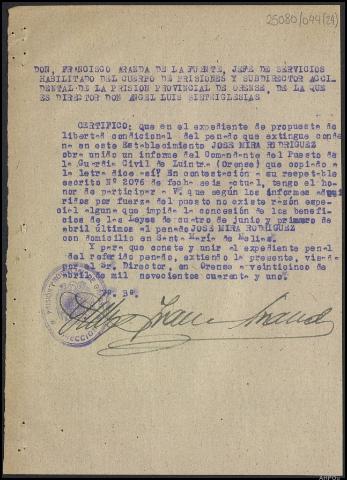 25080/044(24)
DON, FRANCISCO ARANDA DE LA FUENTE, JEFE DE SERVICIOS
HABILITADO DEL CUERPO DE PRISIONES Y SUBDIRECTOR ACCI
DENTAL DE LA PRISION PROVINCIAL DE ORENSE, DE LA QUE
ES DIRECTOR DON ANGEL LUIS SIETEIGLESIAS
CERTIFICO: que en el expediente de propuesta de
libertad condicional del penado que extingue conde
na en este Establecimiento JOSE MIRA RODRIGUEZ
obra unido un informe del Comandente del Puesto de
la Guardia Civil de Luintra (Orense) que copiado a
la letra dice así: En contestación a su respetable
escrito Nº 2076 de fecha seis actual, tengo el ho-
nor de participar a V. que según los informes adqui
ridos por fuerza del puesto no existe razón espe-
cial alguna que impida la concesión de los benefi-
cios de las Leyes de cuatro de junio y primero de
abril últimos al penado JOSE MIRA RODRIGUEZ
con domicilio en Santa María de Melias.
Y para que conste y unir al expediente penal
del referido penado, extiendo la presente, visada
por el Sr. Director, en Orense a veinticinco de
abril de mil novecientos cuarenta y uno.
Vº. Bº.